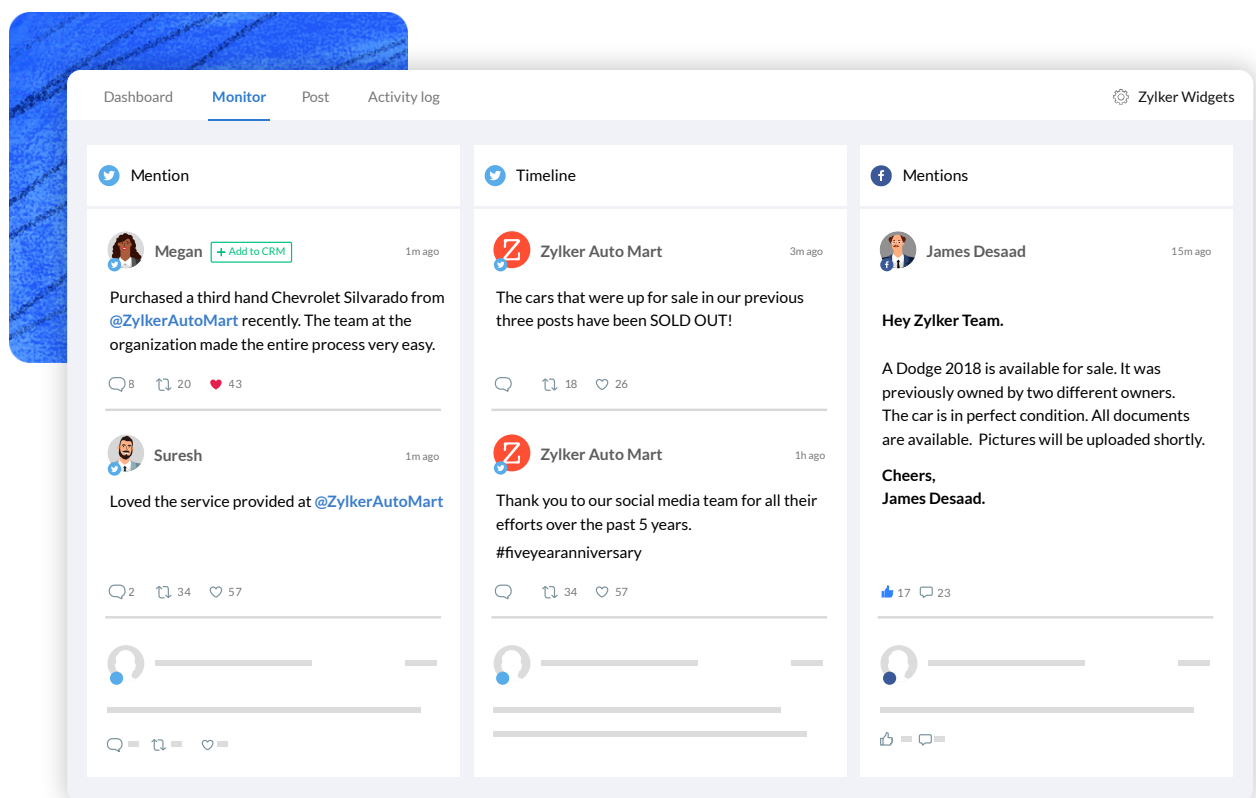 Dashboard Monitor Post Activity log Zylker Widgets
Mention
Megan + Add to CRM 1m ago
Purchased a third hand Chevrolet Silvarado from
@ZylkerAutoMart recently. The team at the
organization made the entire process very easy.
8 20 43
Suresh 1m ago
Loved the service provided at @ZylkerAutoMart
2 34 57
Timeline
Z Zylker Auto Mart 3m ago
The cars that were up for sale in our previous
three posts have been SOLD OUT!
18 26
Z Zylker Auto Mart 1h ago
Thank you to our social media team for all their
efforts over the past 5 years.
#fiveyearanniversary
34 57
Mentions
James Desaad 15m ago
Hey Zylker Team.
A Dodge 2018 is available for sale. It was
previously owned by two different owners.
The car is in perfect condition. All documents
are available. Pictures will be uploaded shortly.
Cheers,
James Desaad.
17 23